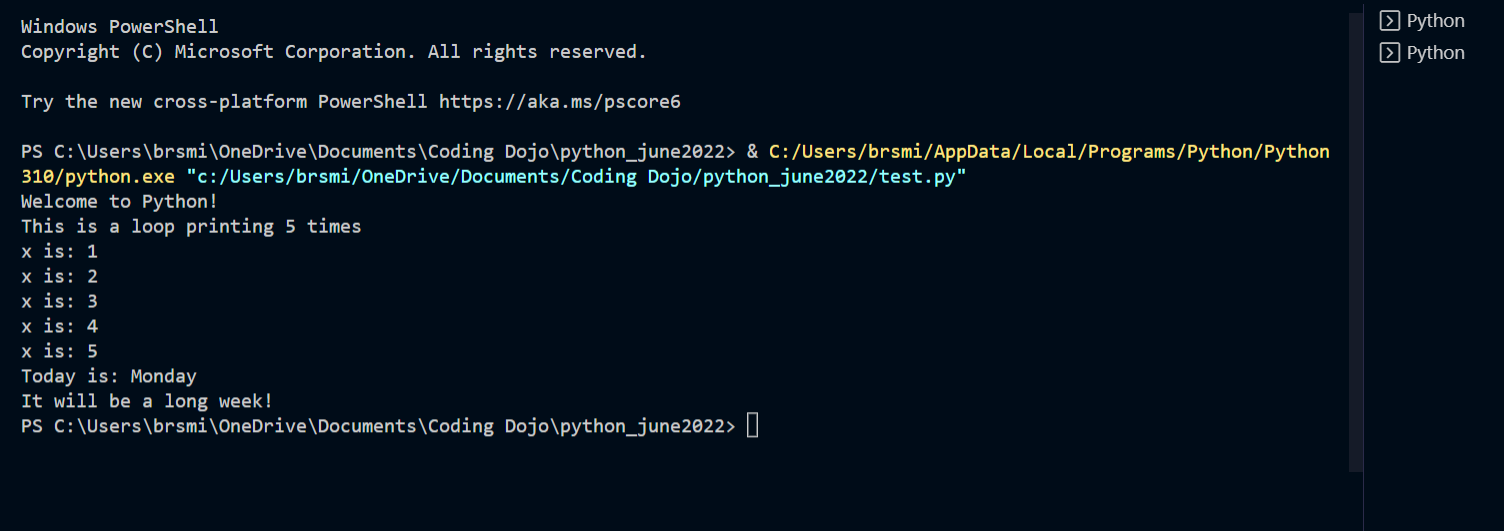 Windows PowerShell
Copyright (C) Microsoft Corporation. All rights reserved.
Try the new cross-platform PowerShell https://aka.ms/pscore6
PS C:\Users\brsmi\OneDrive\Documents\Coding Dojo\python_june2022> & C:/Users/brsmi/AppData/Local/Programs/Python/Python
310/python.exe "c:/Users/brsmi/OneDrive/Documents/Coding Dojo/python_june2022/test.py"
Welcome to Python!
This is a loop printing 5 times
x is: 1
x is: 2
x is: 3
x is: 4
x is: 5
Today is: Monday
It will be a long week!
PS C:\Users\brsmi\OneDrive\Documents\Coding Dojo\python_june2022>
Python
Python